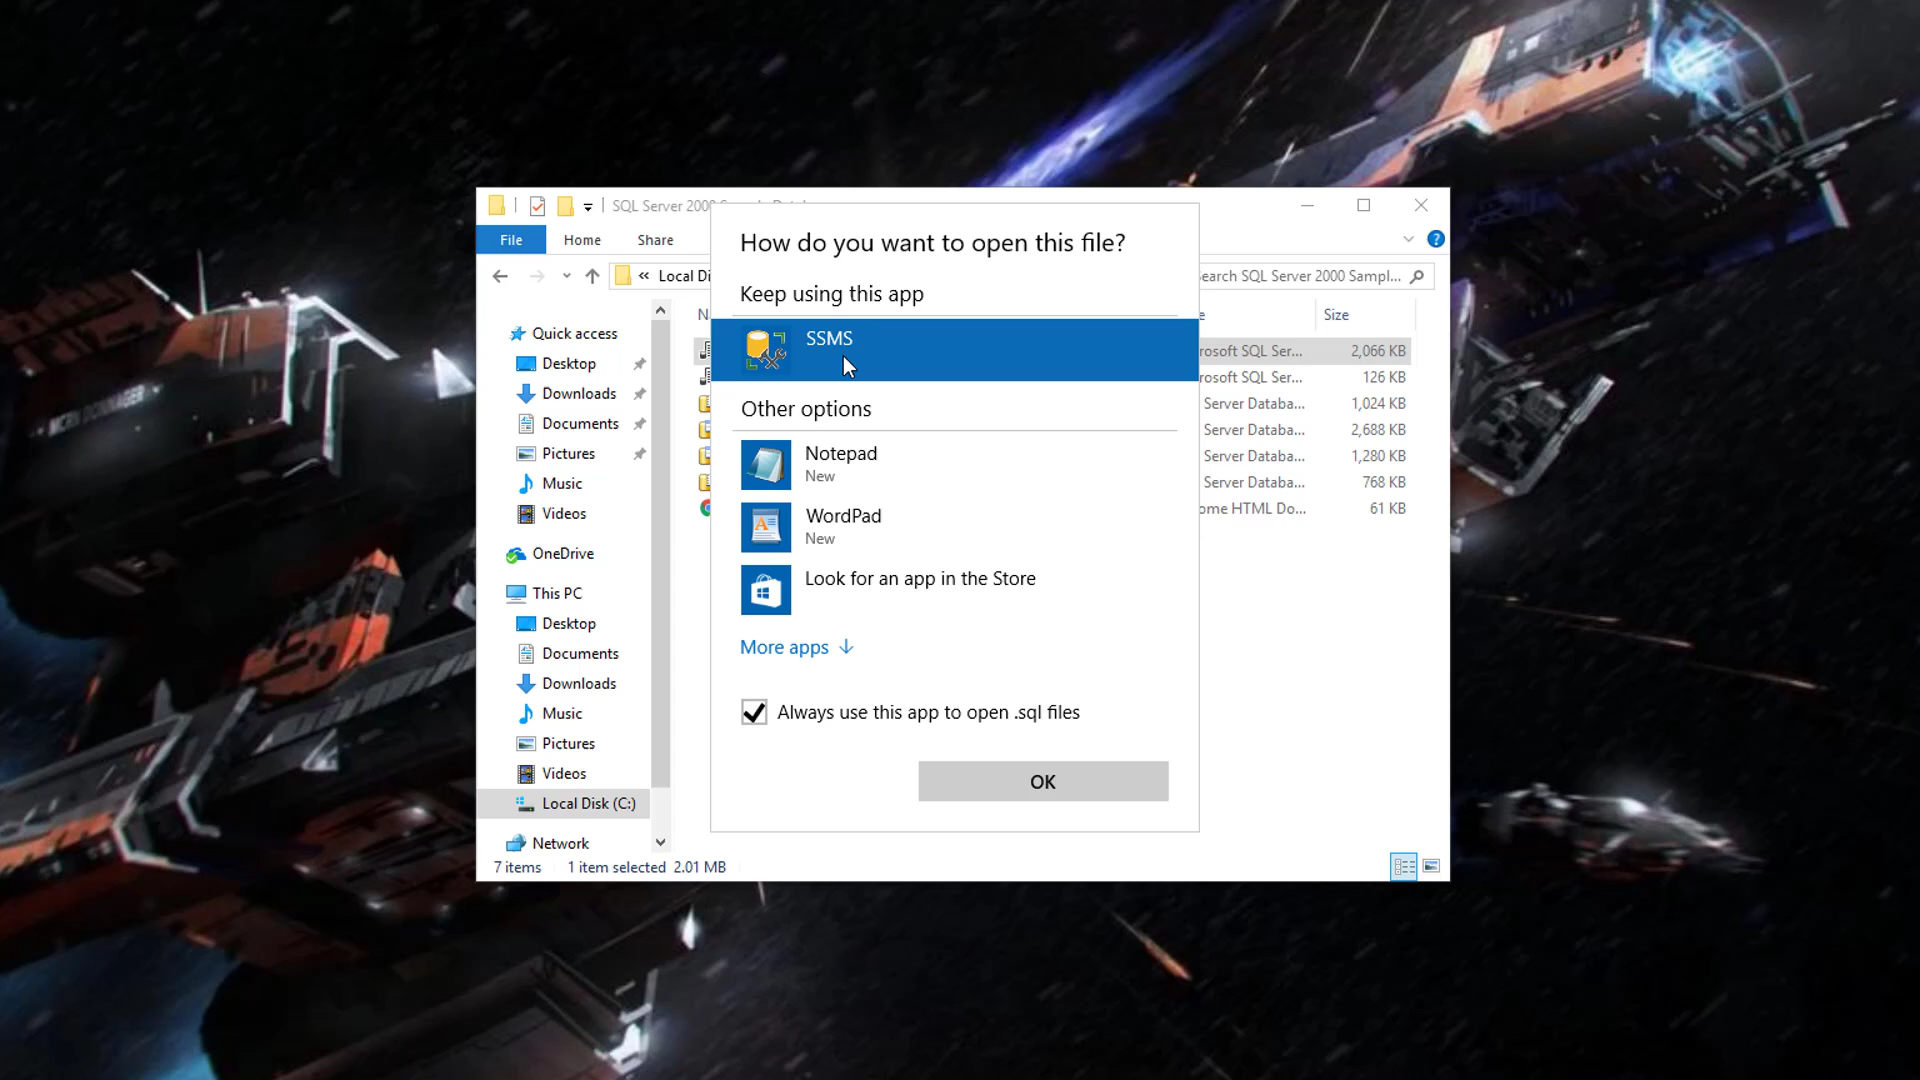 SQL Server 2000
File
Home
Share
How do you want to open this file?
« Local Di
Search SQL Server 2000 Sampl...
Keep using this app
SSMS
Size
Quick access
Desktop
Downloads
Documents
Pictures
Music
Videos
OneDrive
This PC
Desktop
Documents
Downloads
Music
Pictures
Videos
Local Disk (C:)
Network
rosoft SQL Ser... 2,066 KB
rosoft SQL Ser... 126 KB
Server Databa... 1,024 KB
Server Databa... 2,688 KB
Server Databa... 1,280 KB
Server Databa... 768 KB
ome HTML Do... 61 KB
Other options
Notepad
New
WordPad
New
Look for an app in the Store
More apps
Always use this app to open .sql files
OK
7 items 1 item selected 2.01 MB